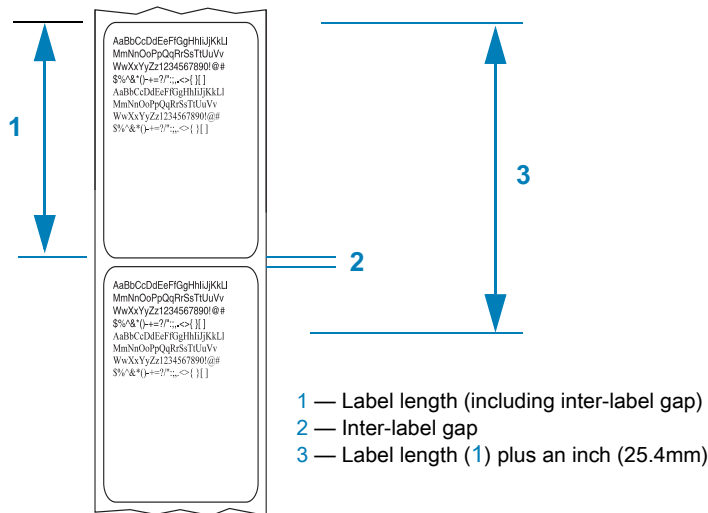 AaBbCcDdEeFfGgHhIiJjKkLl
MmNnOoPpQqRrSsTtUuVv
WwXxYyZz1234567890!@#
$%^&*()-+=?/":;,.<>{ }[ ]
AaBbCcDdEeFfGgHhIiJjKkLl
MmNnOoPpQqRrSsTtUuVv
WwXxYyZz1234567890!@#
$%^&*()-+=?/":;,.<>{ }[ ]
1
3
2
AaBbCcDdEeFfGgHhIiJjKkLl
MmNnOoPpQqRrSsTtUuVv
WwXxYyZz1234567890!@#
$%^&*()-+=?/":;,.<>{ }[ ]
AaBbCcDdEeFfGgHhIiJjKkLl
MmNnOoPpQqRrSsTtUuVv
WwXxYyZz1234567890!@#
$%^&*()-+=?/":;,.<>{ }[ ]
1 — Label length (including inter-label gap)
2 — Inter-label gap
3 — Label length (1) plus an inch (25.4mm)